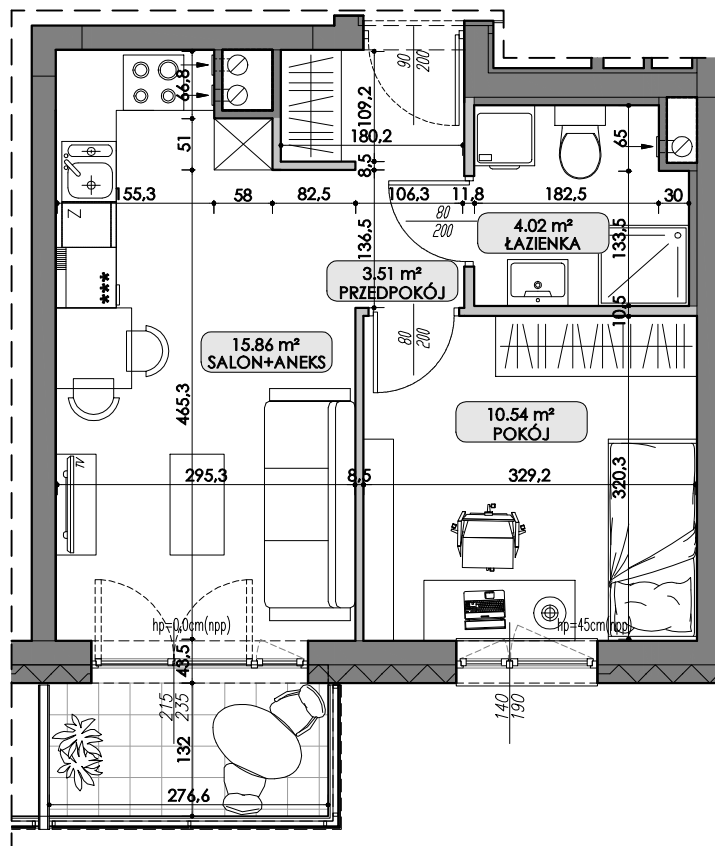 90
200
66,8
109,2
180,2
51
8,5
65
155,3
58
82,5
106,3
11,8
182,5
30
80
200
136,5
4.02 m²
ŁAZIENKA
133,5
Z
***
3.51 m²
PRZEDPOKÓJ
10,5
80
200
15.86 m²
SALON+ANEKS
465,3
10.54 m²
POKÓJ
TV
295,3
8,5
329,2
320,3
hp=0,0cm(npp)
hp=45cm(npp)
43,5
215
235
140
190
132
276,6